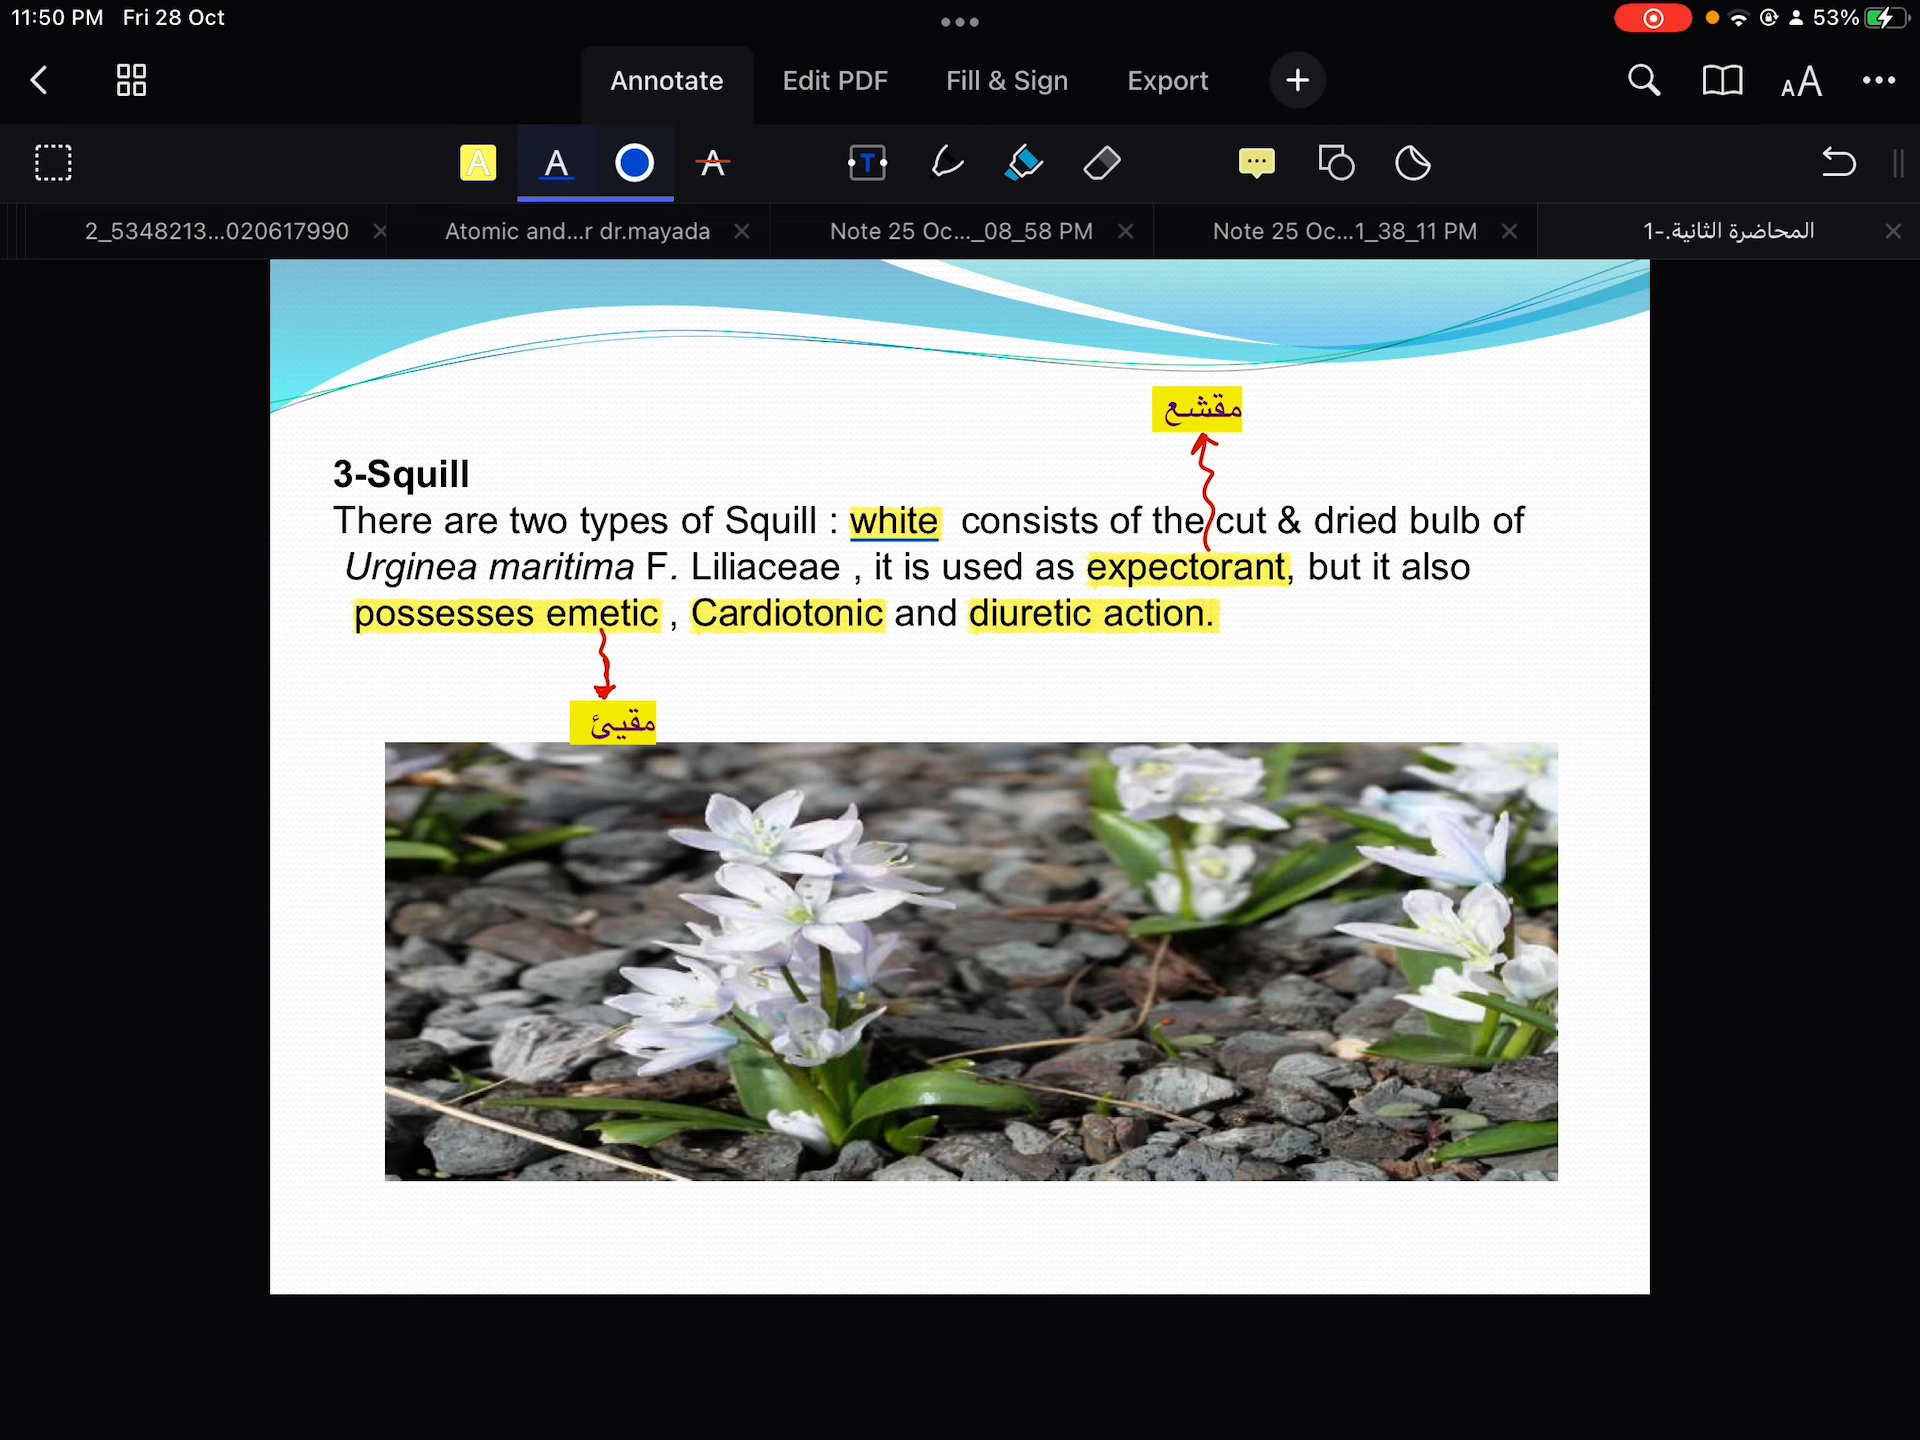 11:50 PM Fri 28 Oct 53%
Annotate Edit PDF Fill & Sign Export
2_5348213...020617990 Atomic and...r dr.mayada Note 25 Oc..._08_58 PM Note 25 Oc...1_38_11 PM المحاضرة الثانية.-1
مقشع
3-Squill
There are two types of Squill : white consists of the cut & dried bulb of
Urginea maritima F. Liliaceae , it is used as expectorant, but it also
possesses emetic , Cardiotonic and diuretic action.
مقيئ